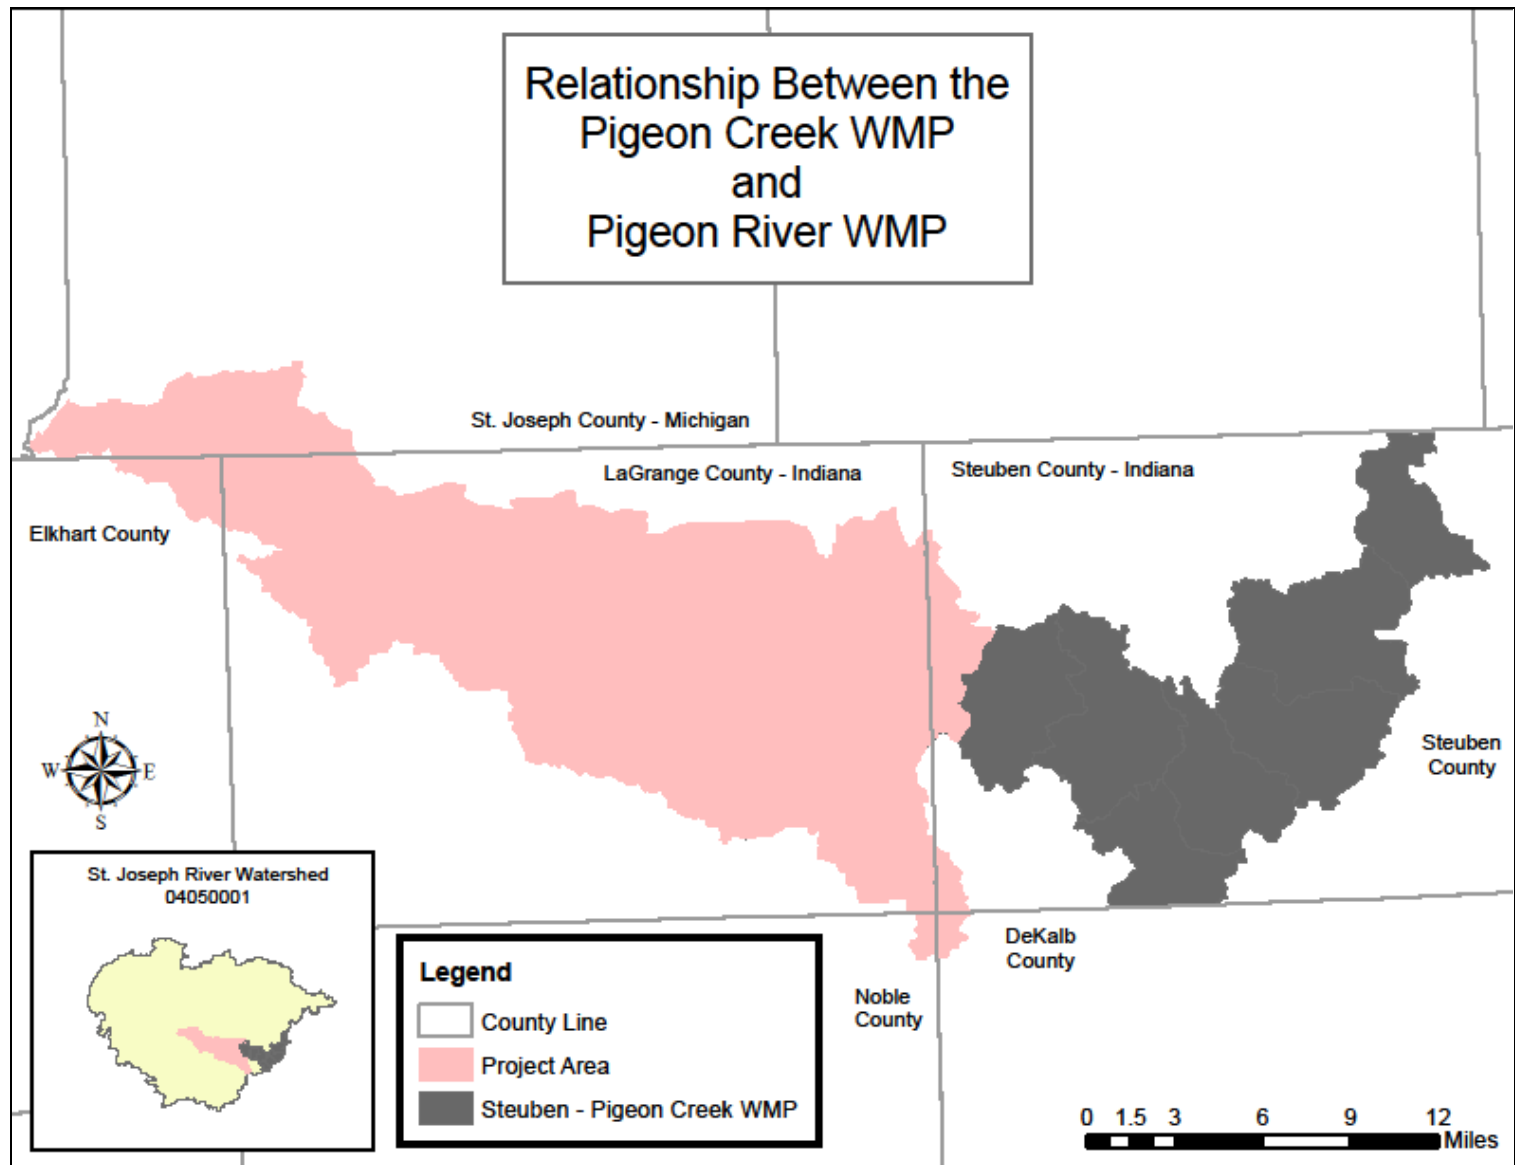 Relationship Between the
Pigeon Creek WMP
and
Pigeon River WMP
St. Joseph County - Michigan
LaGrange County - Indiana
Steuben County - Indiana
Elkhart County
N
W
E
S
Steuben
County
St. Joseph River Watershed
04050001
DeKalb
County
Noble
County
Legend
County Line
Project Area
Steuben - Pigeon Creek WMP
0 1.5 3 6 9 12
Miles